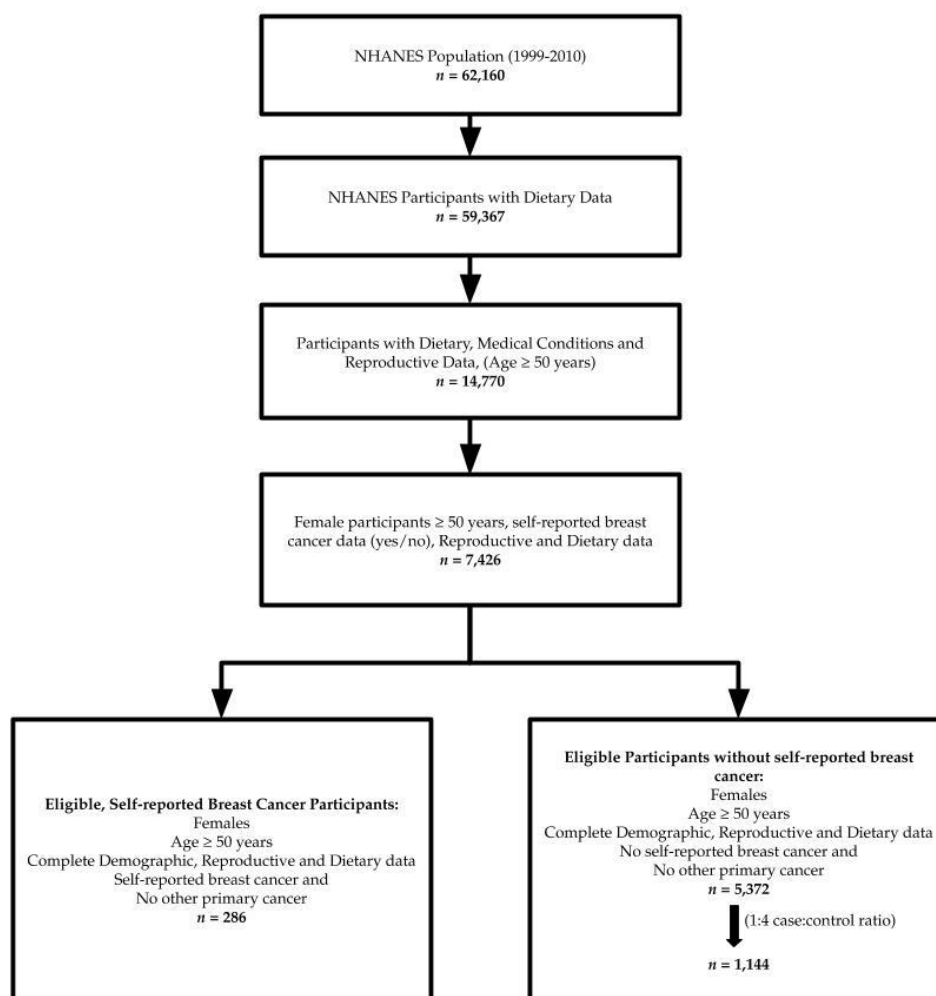 NHANES Population (1999-2010)
n = 62,160
NHANES Participants with Dietary Data
n = 59,367
Participants with Dietary, Medical Conditions and
Reproductive Data, (Age ≥ 50 years)
n = 14,770
Female participants ≥ 50 years, self-reported breast
cancer data (yes/no), Reproductive and Dietary data
n = 7,426
Eligible, Self-reported Breast Cancer Participants:
Females
Age ≥ 50 years
Complete Demographic, Reproductive and Dietary data
Self-reported breast cancer and
No other primary cancer
n = 286
Eligible Participants without self-reported breast
cancer:
Females
Age ≥ 50 years
Complete Demographic, Reproductive and Dietary data
No self-reported breast cancer and
No other primary cancer
n = 5,372
(1:4 case:control ratio)
n = 1,144